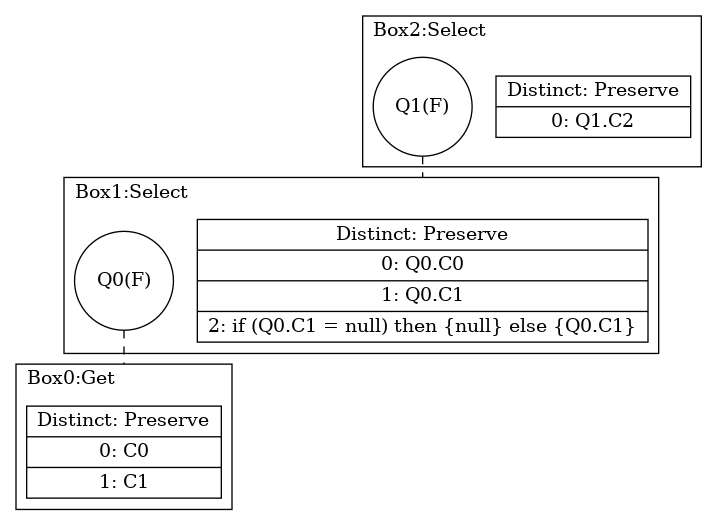 Box2:Select
Q1(F)
Distinct: Preserve
0: Q1.C2
Box1:Select
Q0(F)
Distinct: Preserve
0: Q0.C0
1: Q0.C1
2: if (Q0.C1 = null) then {null} else {Q0.C1}
Box0:Get
Distinct: Preserve
0: C0
1: C1